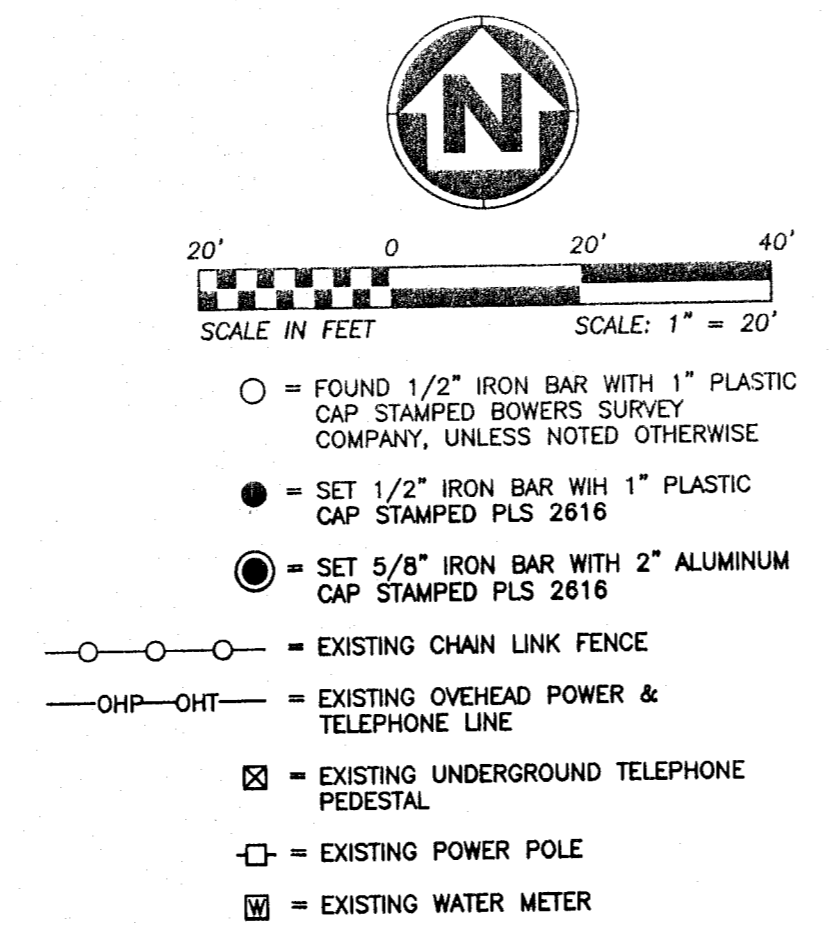 N
20' 0 20' 40'
SCALE IN FEET SCALE: 1" = 20'
= FOUND 1/2" IRON BAR WITH 1" PLASTIC
CAP STAMPED BOWERS SURVEY
COMPANY, UNLESS NOTED OTHERWISE
= SET 1/2" IRON BAR WIH 1" PLASTIC
CAP STAMPED PLS 2616
= SET 5/8" IRON BAR WITH 2" ALUMINUM
CAP STAMPED PLS 2616
= EXISTING CHAIN LINK FENCE
OHP OHT = EXISTING OVEHEAD POWER &
TELEPHONE LINE
= EXISTING UNDERGROUND TELEPHONE
PEDESTAL
= EXISTING POWER POLE
W = EXISTING WATER METER